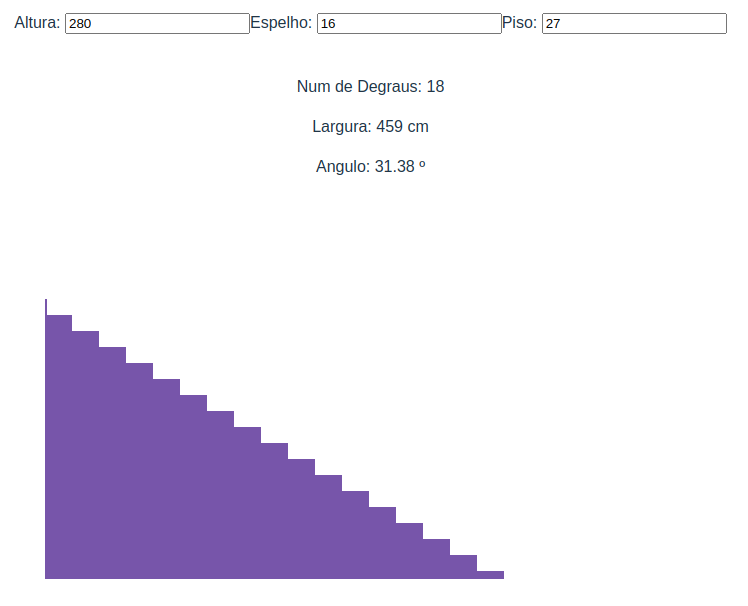 Altura: 280 Espelho: 16 Piso: 27
Num de Degraus: 18
Largura: 459 cm
Angulo: 31.38 º